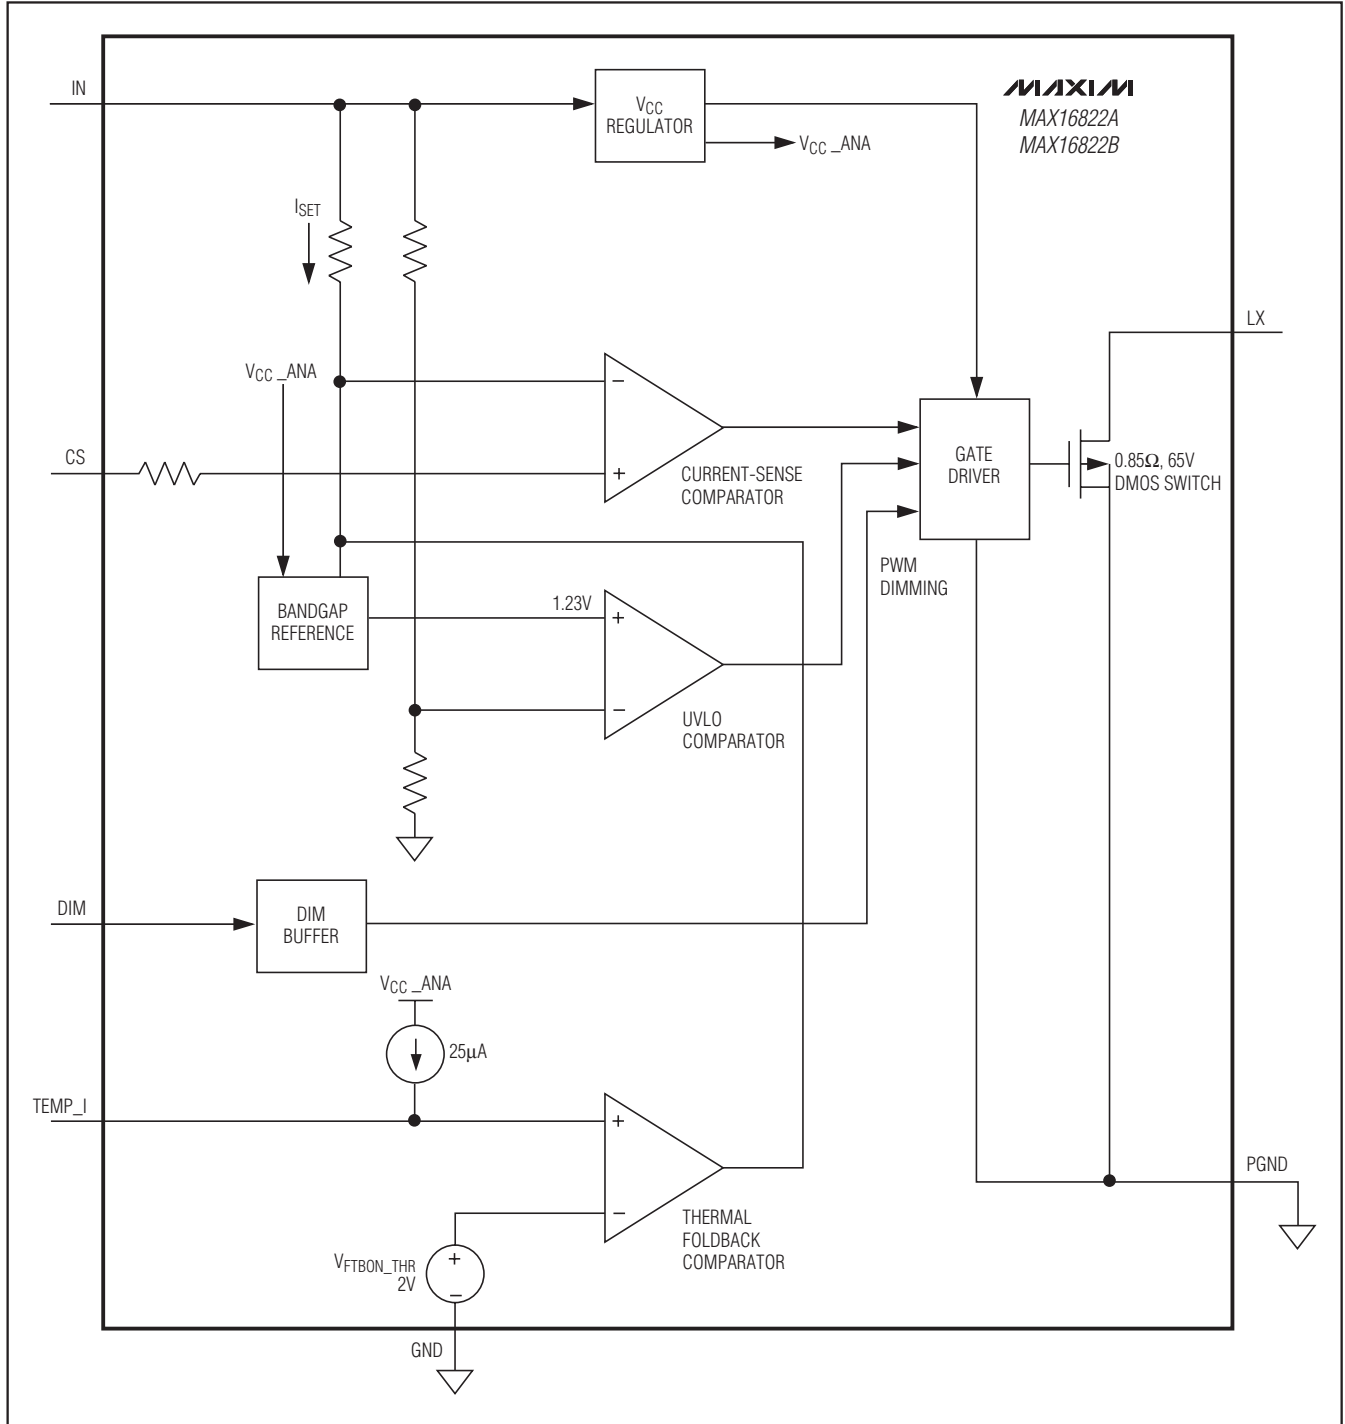 IN
VCC
REGULATOR
VCC _ANA
MAXIM
MAX16822A
MAX16822B
ISET
LX
VCC _ANA
−
CS
+
CURRENT-SENSE
COMPARATOR
GATE
DRIVER
0.85Ω, 65V
DMOS SWITCH
PWM
DIMMING
BANDGAP
REFERENCE
1.23V
+
−
UVLO
COMPARATOR
DIM
DIM
BUFFER
VCC _ANA
25µA
TEMP_I
+
−
THERMAL
FOLDBACK
COMPARATOR
PGND
VFTBON_THR
2V
+
−
GND